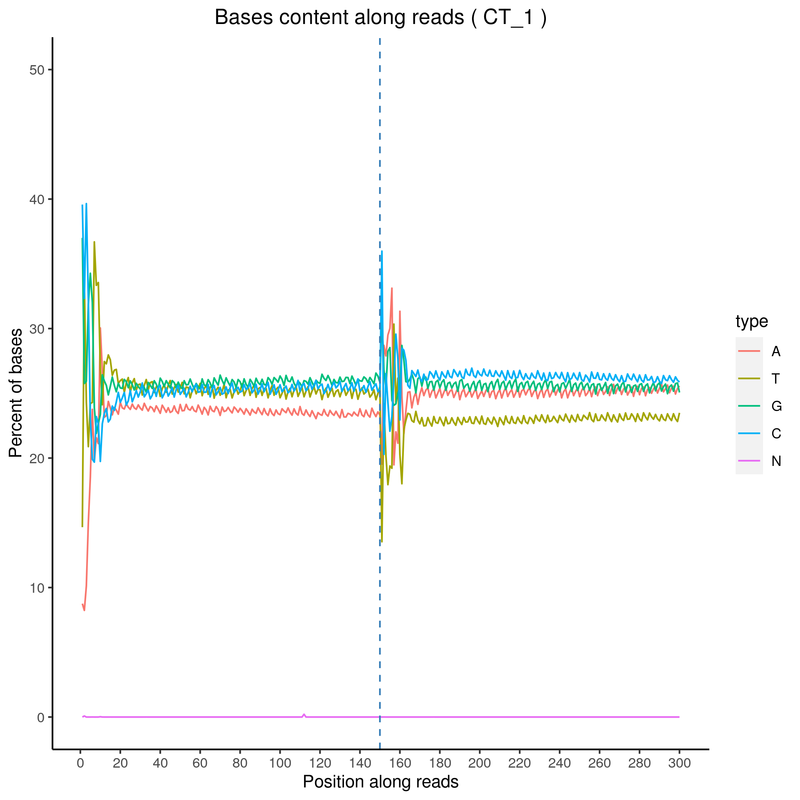 Bases content along reads ( CT_1 )
Percent of bases
50
40
30
20
10
0
0 20 40 60 80 100 120 140 160 180 200 220 240 260 280 300
Position along reads
type
A
T
G
C
N